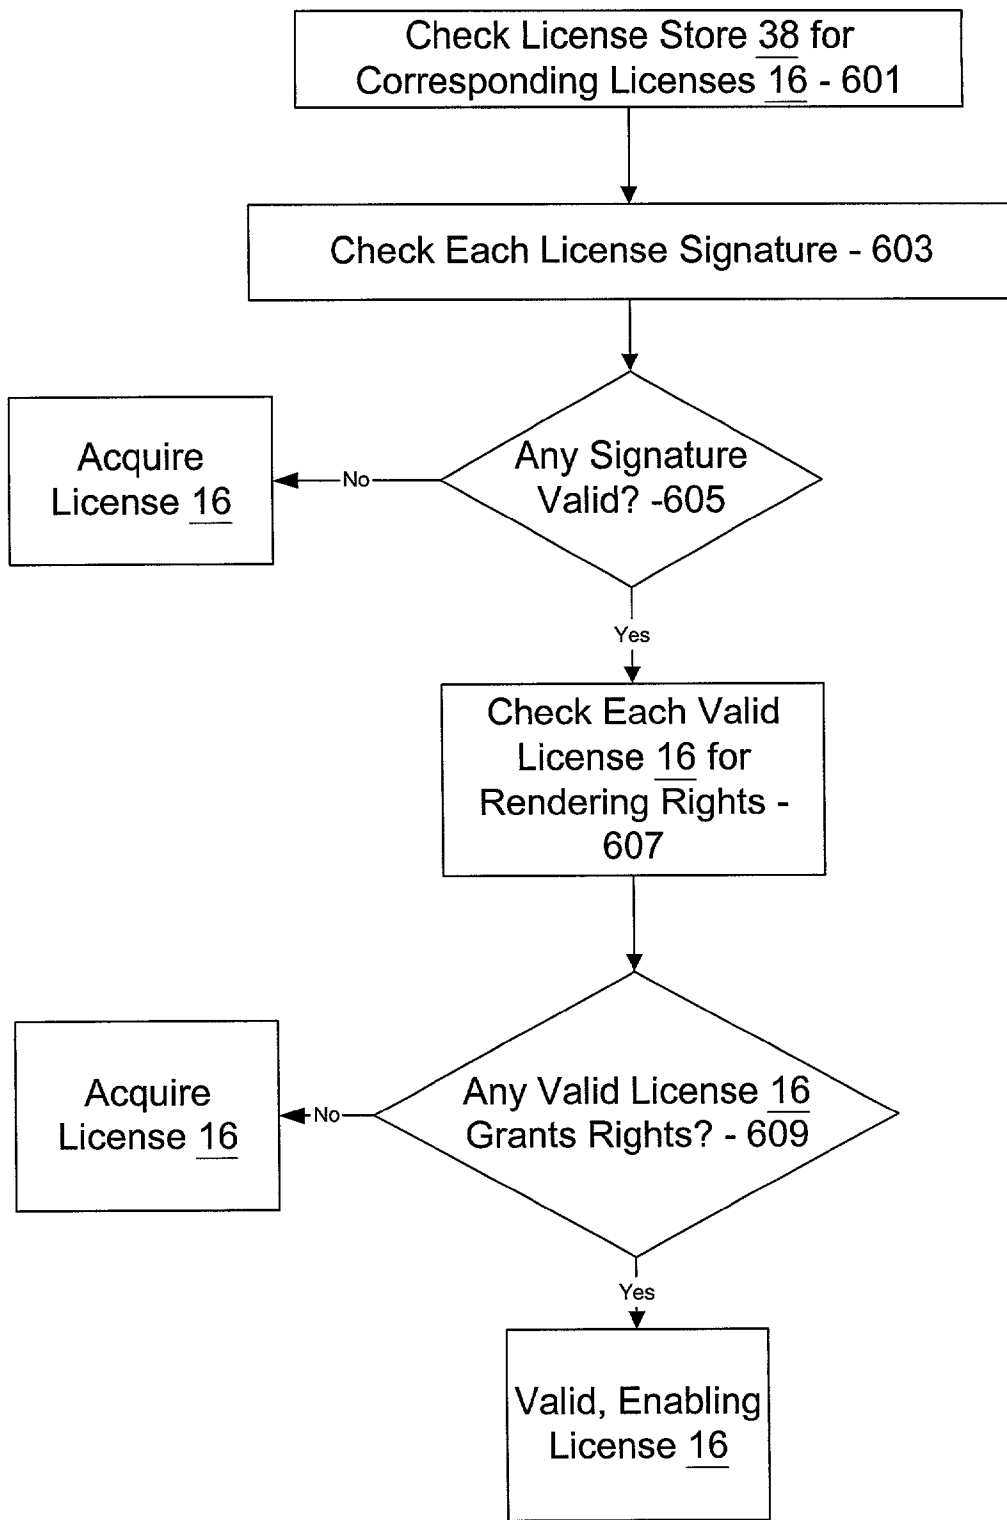 Check License Store 38 for
Corresponding Licenses 16 - 601
Check Each License Signature - 603
Any Signature
Valid? -605
No
Acquire
License 16
Yes
Check Each Valid
License 16 for
Rendering Rights -
607
Any Valid License 16
Grants Rights? - 609
No
Acquire
License 16
Yes
Valid, Enabling
License 16